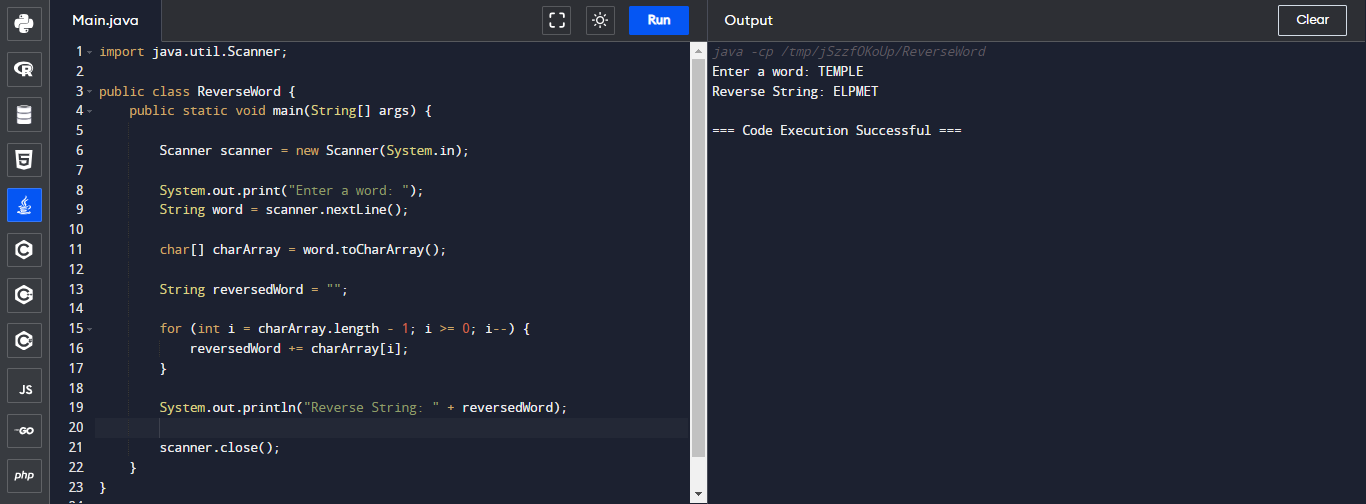 Main.java
Run
1 import java.util.Scanner;
2
3 public class ReverseWord {
4     public static void main(String[] args) {
5
6         Scanner scanner = new Scanner(System.in);
7
8         System.out.print("Enter a word: ");
9         String word = scanner.nextLine();
10
11         char[] charArray = word.toCharArray();
12
13         String reversedWord = "";
14
15         for (int i = charArray.length - 1; i >= 0; i--) {
16             reversedWord += charArray[i];
17         }
18
19         System.out.println("Reverse String: " + reversedWord);
20
21         scanner.close();
22     }
23 }
Output
Clear
java -cp /tmp/jSzzfOKoUp/ReverseWord
Enter a word: TEMPLE
Reverse String: ELPMET
=== Code Execution Successful ===
R
5
C
C
C
JS
GO
php